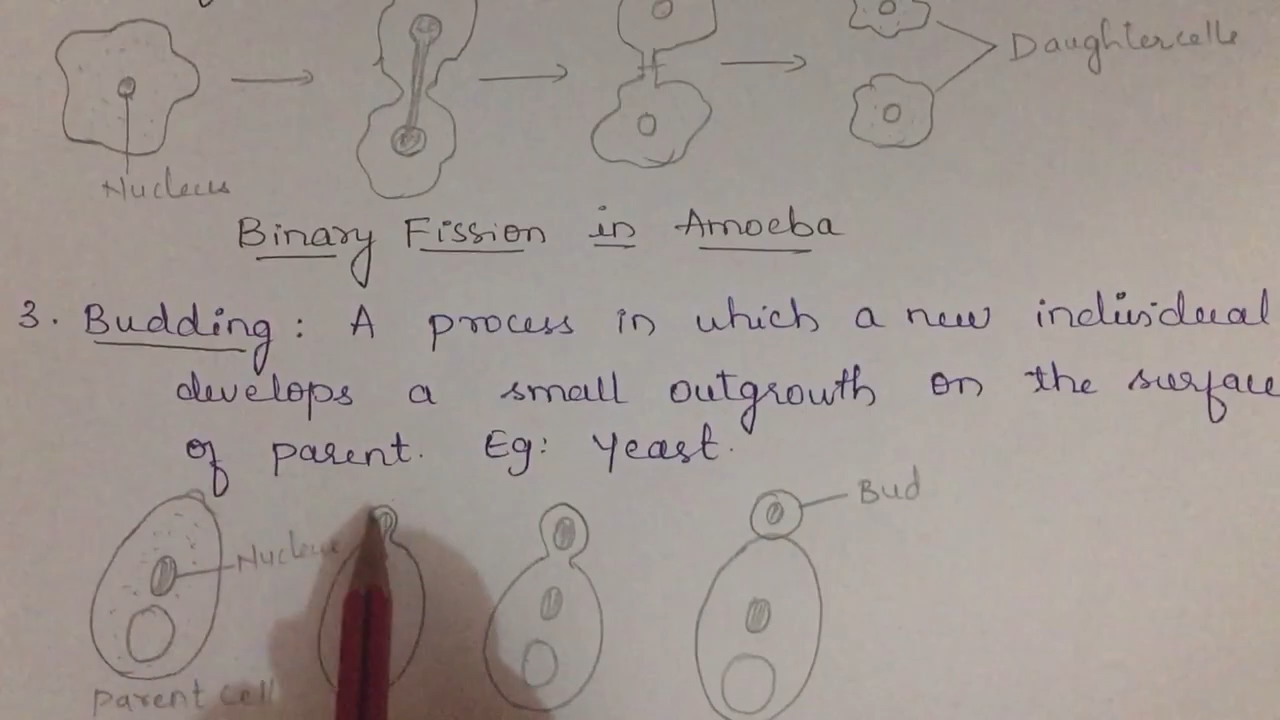 Daughtercells
Nucleus
Binary Fission in Amoeba
3. Budding: A process in which a new individual
develops a small outgrowth on the surface
of parent. Eg: Yeast.
Bud
Nucleus
Parent cell